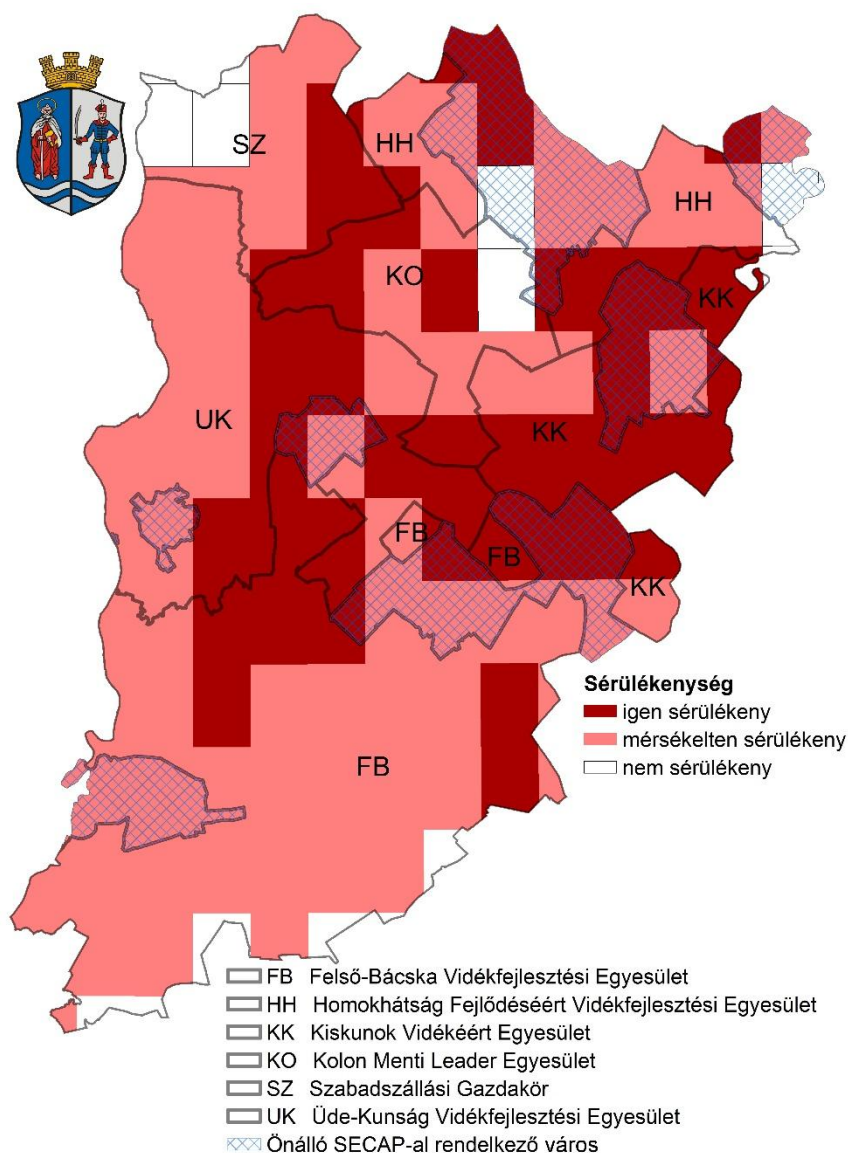 SZ
HH
HH
KO
KK
UK
KK
FB
FB
KK
Sérülékenység
igen sérülékeny
mérsékelten sérülékeny
nem sérülékeny
FB
FB Felső-Bácska Vidékfejlesztési Egyesület
HH Homokhátság Fejlődéséért Vidékfejlesztési Egyesület
KK Kiskunok Vidékéért Egyesület
KO Kolon Menti Leader Egyesület
SZ Szabadszállási Gazdakör
UK Üde-Kunság Vidékfejlesztési Egyesület
Önálló SECAP-al rendelkező város